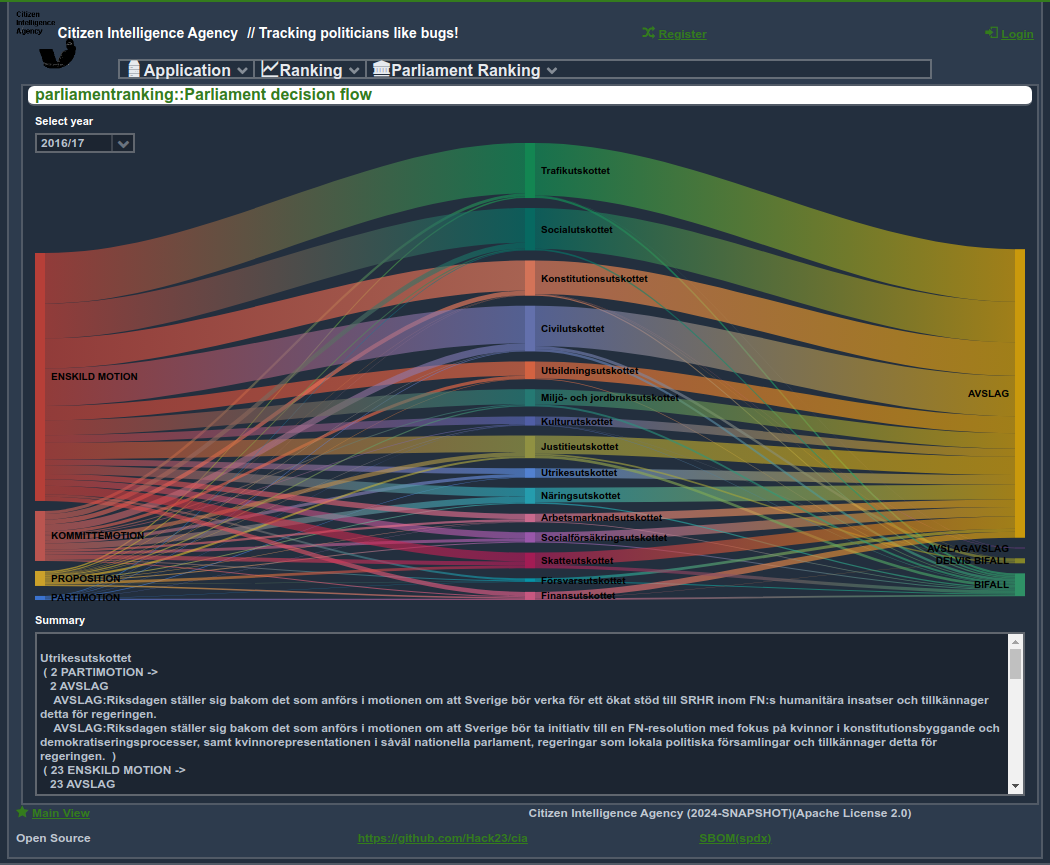 Citizen
Intelligence
Agency
Citizen Intelligence Agency // Tracking politicians like bugs!
Register
Login
Application
Ranking
Parliament Ranking
parliamentranking::Parliament decision flow
Select year
2016/17
Trafikutskottet
Socialutskottet
Konstitutionsutskottet
Civilutskottet
Utbildningsutskottet
Miljö- och jordbruksutskottet
Kulturutskottet
Justitieutskottet
Utrikesutskottet
Näringsutskottet
Arbetsmarknadsutskottet
Socialförsäkringsutskottet
Skatteutskottet
Försvarsutskottet
Finansutskottet
ENSKILD MOTION
KOMMITTÉMOTION
PROPOSITION
PARTIMOTION
AVSLAG
AVSLAGAVSLAG
DELVIS BIFALL
BIFALL
Summary
Utrikesutskottet
( 2 PARTIMOTION ->
2 AVSLAG
AVSLAG:Riksdagen ställer sig bakom det som anförs i motionen om att Sverige bör verka för ett ökat stöd till SRHR inom FN:s humanitära insatser och tillkännager
detta för regeringen.
AVSLAG:Riksdagen ställer sig bakom det som anförs i motionen om att Sverige bör ta initiativ till en FN-resolution med fokus på kvinnor i konstitutionsbyggande och
demokratiseringsprocesser, samt kvinnorepresentationen i såväl nationella parlament, regeringar som lokala politiska församlingar och tillkännager detta för
regeringen. )
( 23 ENSKILD MOTION ->
23 AVSLAG
Main View
Citizen Intelligence Agency (2024-SNAPSHOT)(Apache License 2.0)
Open Source
https://github.com/Hack23/cia
SBOM(spdx)